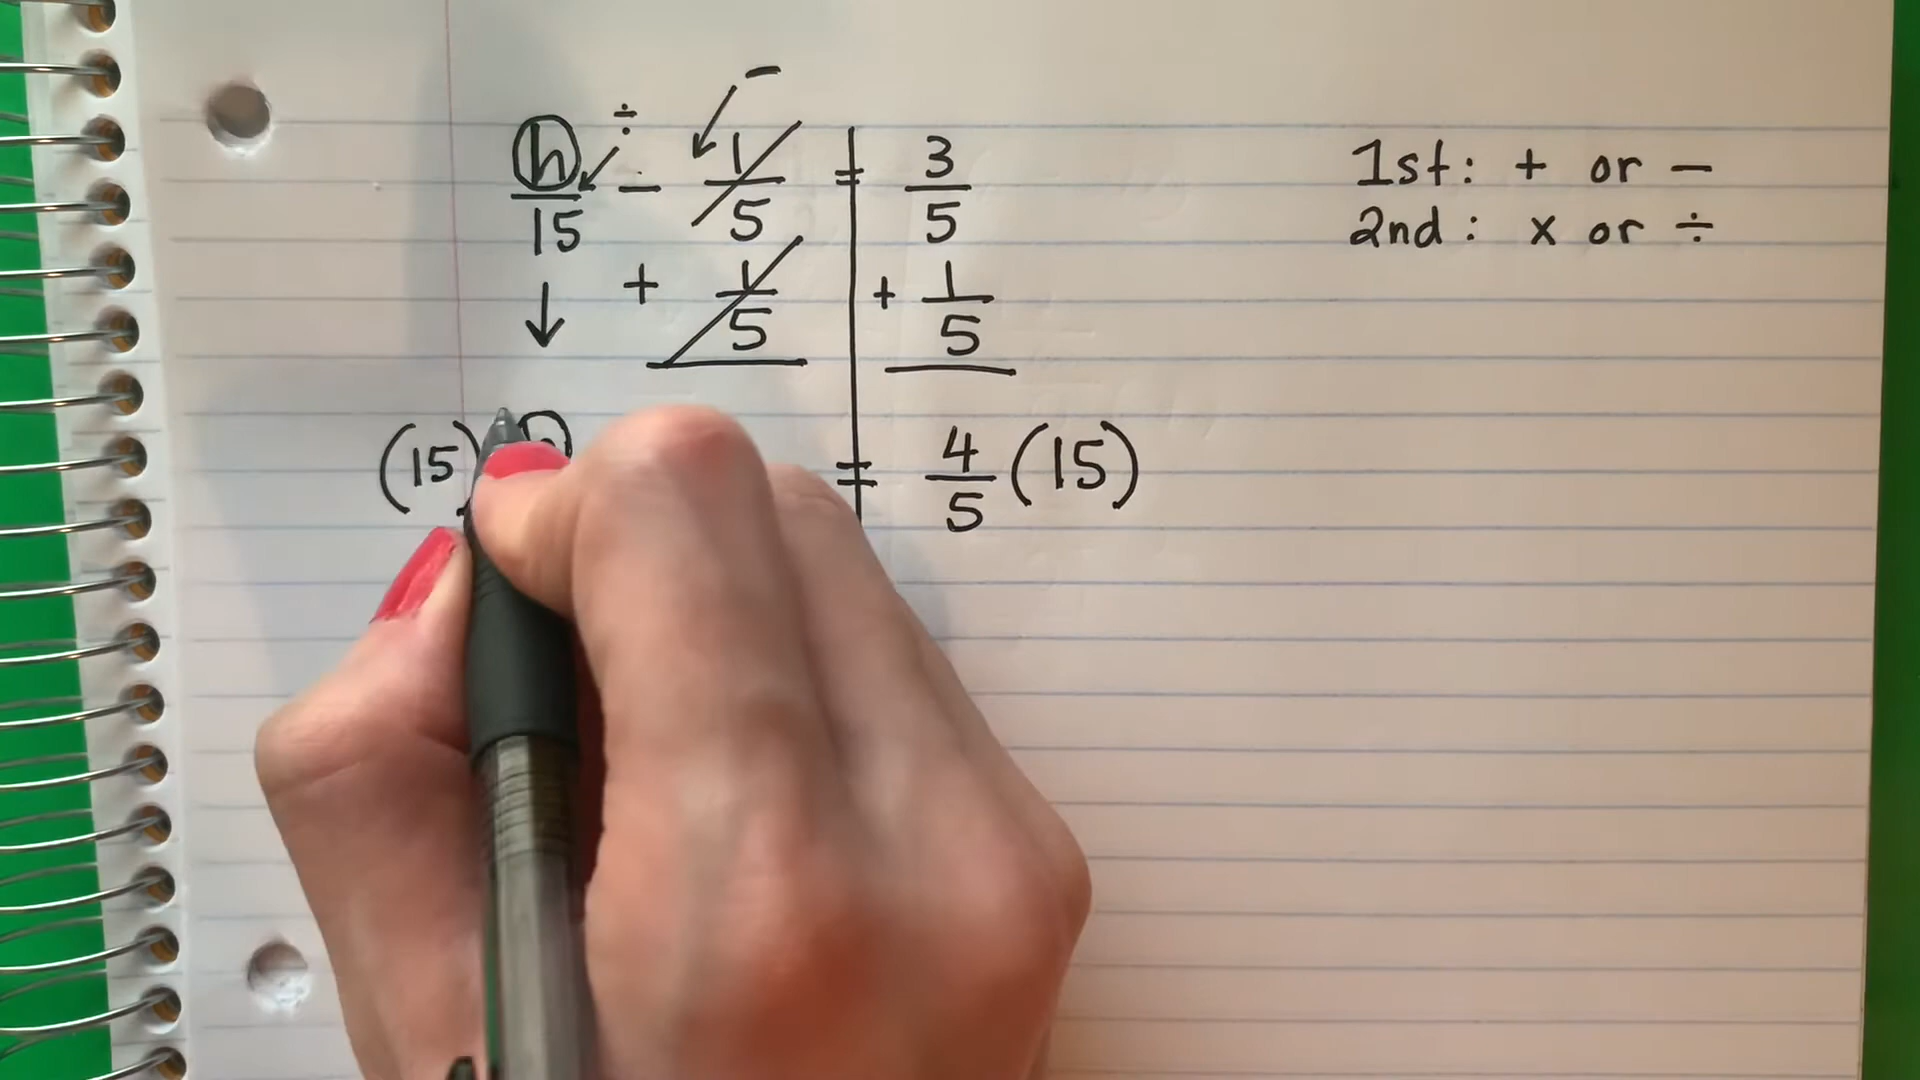 h/15 ÷ − 1/5 − = 3/5
+ 1/5 + 1/5
(15) = 4/5 (15)
1st: + or −
2nd: x or ÷